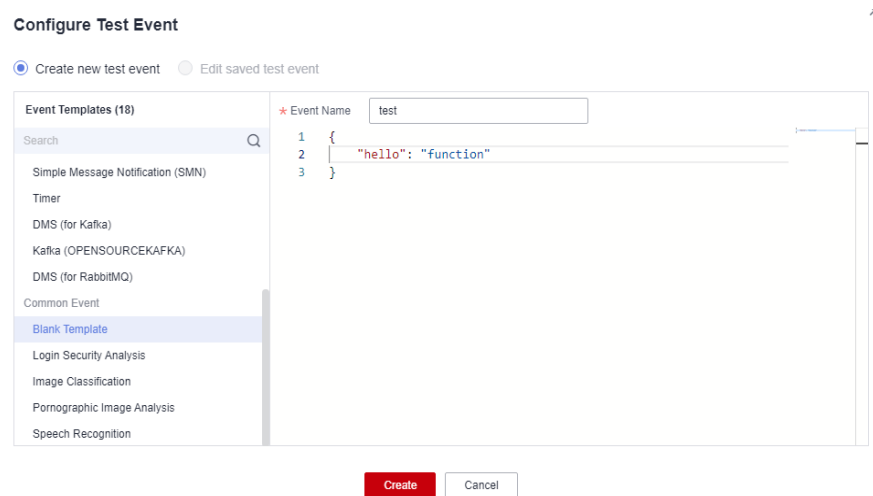 Configure Test Event
Create new test event Edit saved test event
Event Templates (18)
Search
Simple Message Notification (SMN)
Timer
DMS (for Kafka)
Kafka (OPENSOURCEKAFKA)
DMS (for RabbitMQ)
Common Event
Blank Template
Login Security Analysis
Image Classification
Pornographic Image Analysis
Speech Recognition
* Event Name test
1 {
2 "hello": "function"
3 }
Create Cancel